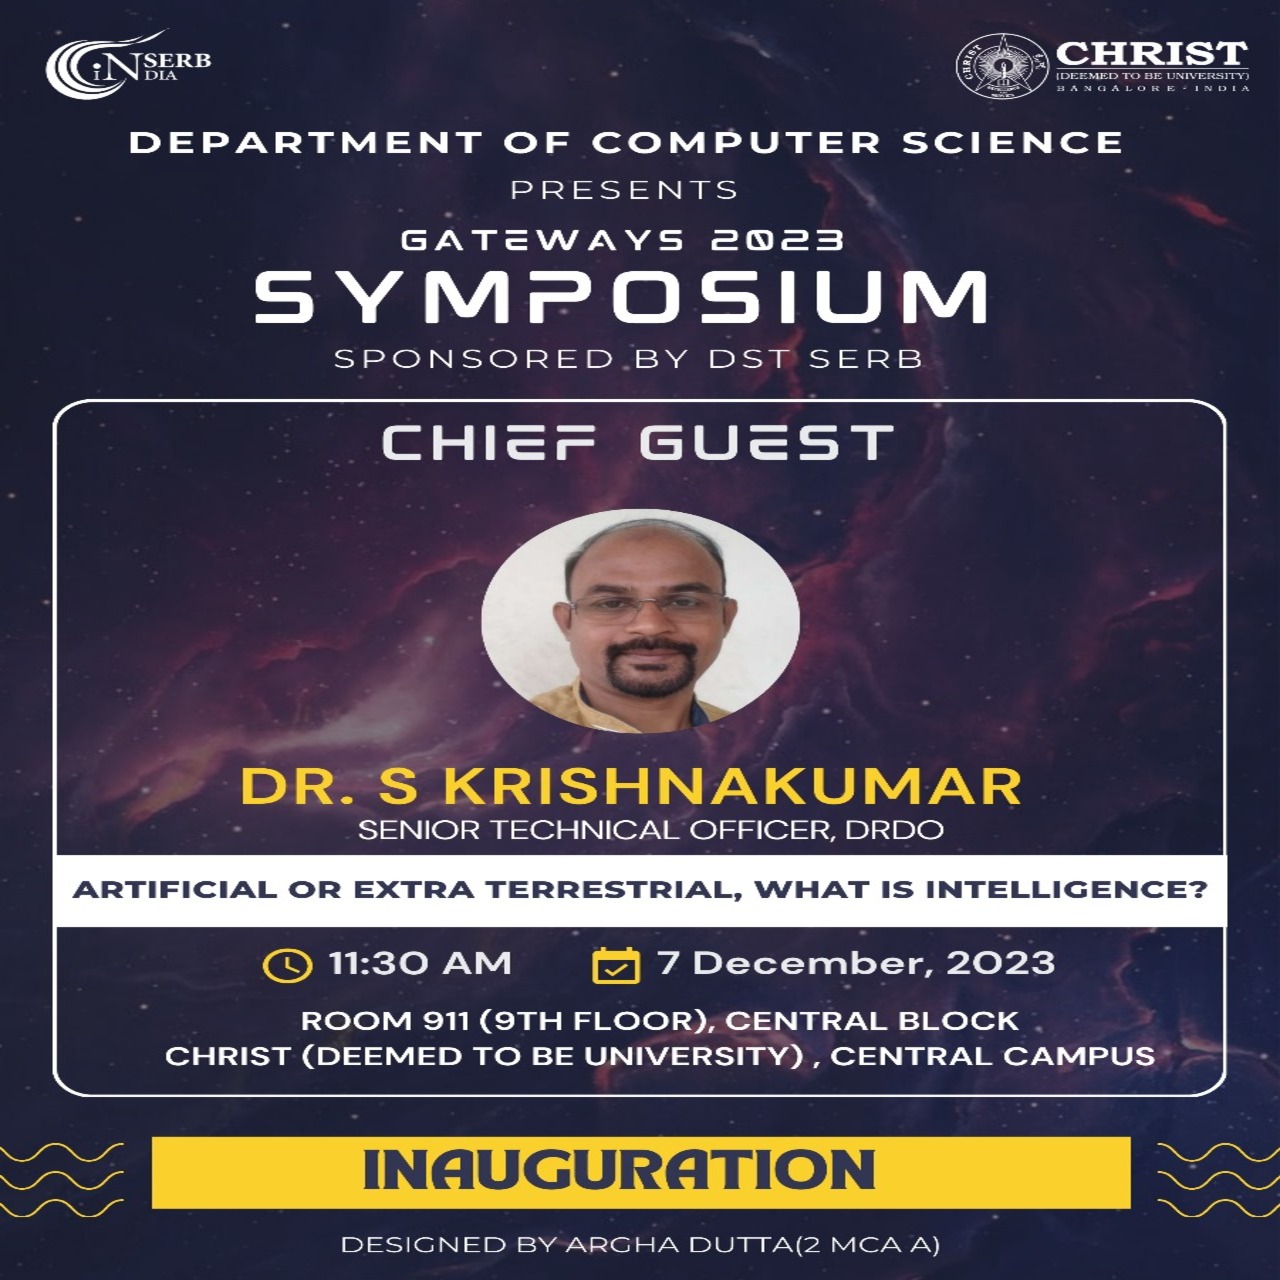 iN SERB
DIA
CHRIST
(DEEMED TO BE UNIVERSITY)
BANGALORE - INDIA
DEPARTMENT OF COMPUTER SCIENCE
PRESENTS
GATEWAYS 2023
SYMPOSIUM
SPONSORED BY DST SERB
CHIEF GUEST
DR. S KRISHNAKUMAR
SENIOR TECHNICAL OFFICER, DRDO
ARTIFICIAL OR EXTRA TERRESTRIAL, WHAT IS INTELLIGENCE?
11:30 AM 7 December, 2023
ROOM 911 (9TH FLOOR), CENTRAL BLOCK
CHRIST (DEEMED TO BE UNIVERSITY) , CENTRAL CAMPUS
INAUGURATION
DESIGNED BY ARGHA DUTTA(2 MCA A)